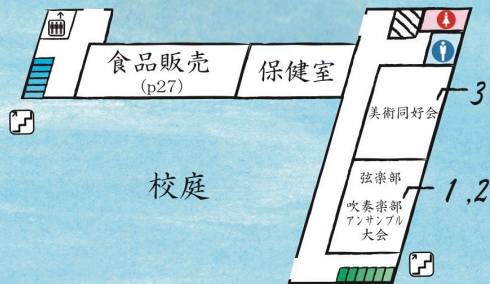 食品販売
(p27)
保健室
美術同好会
3
校庭
弦楽部
1,2
吹奏楽部
アンサンブル
大会